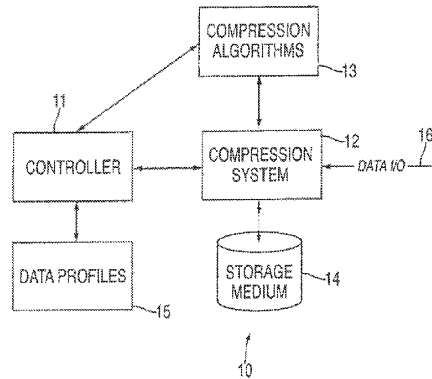 COMPRESSION
ALGORITHMS
13
11
CONTROLLER
12
COMPRESSION
SYSTEM
16
DATA I/O
DATA PROFILES
15
STORAGE
MEDIUM
14
10